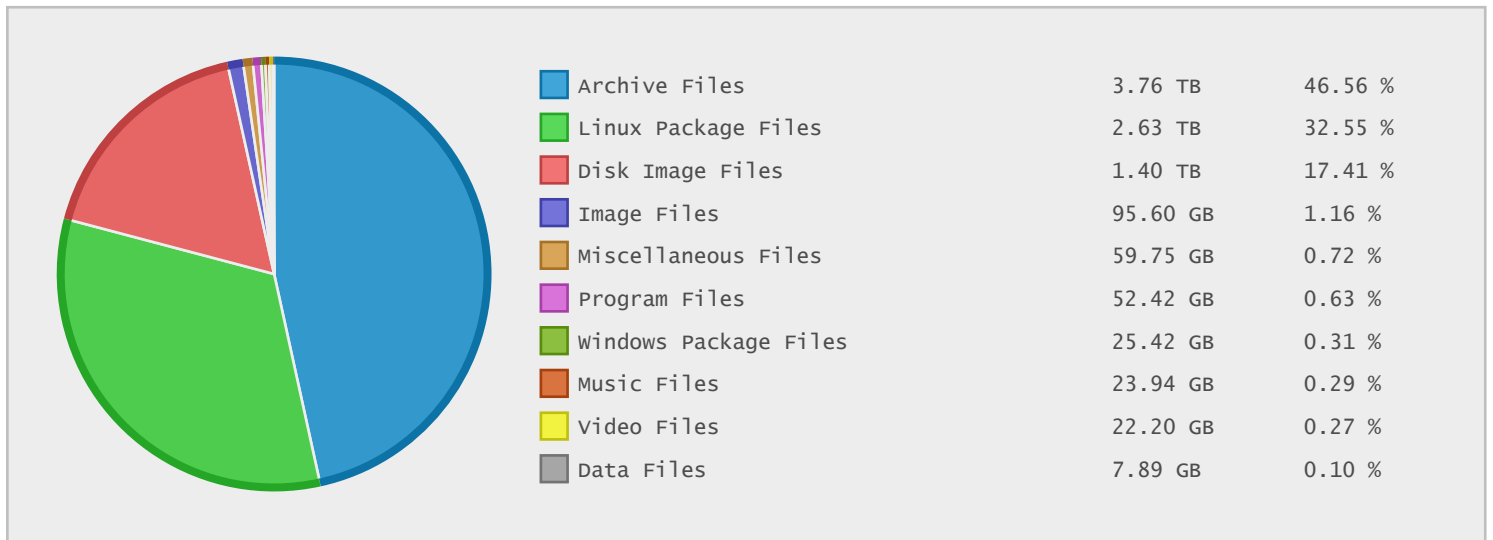 Archive Files 3.76 TB 46.56 %
Linux Package Files 2.63 TB 32.55 %
Disk Image Files 1.40 TB 17.41 %
Image Files 95.60 GB 1.16 %
Miscellaneous Files 59.75 GB 0.72 %
Program Files 52.42 GB 0.63 %
Windows Package Files 25.42 GB 0.31 %
Music Files 23.94 GB 0.29 %
Video Files 22.20 GB 0.27 %
Data Files 7.89 GB 0.10 %